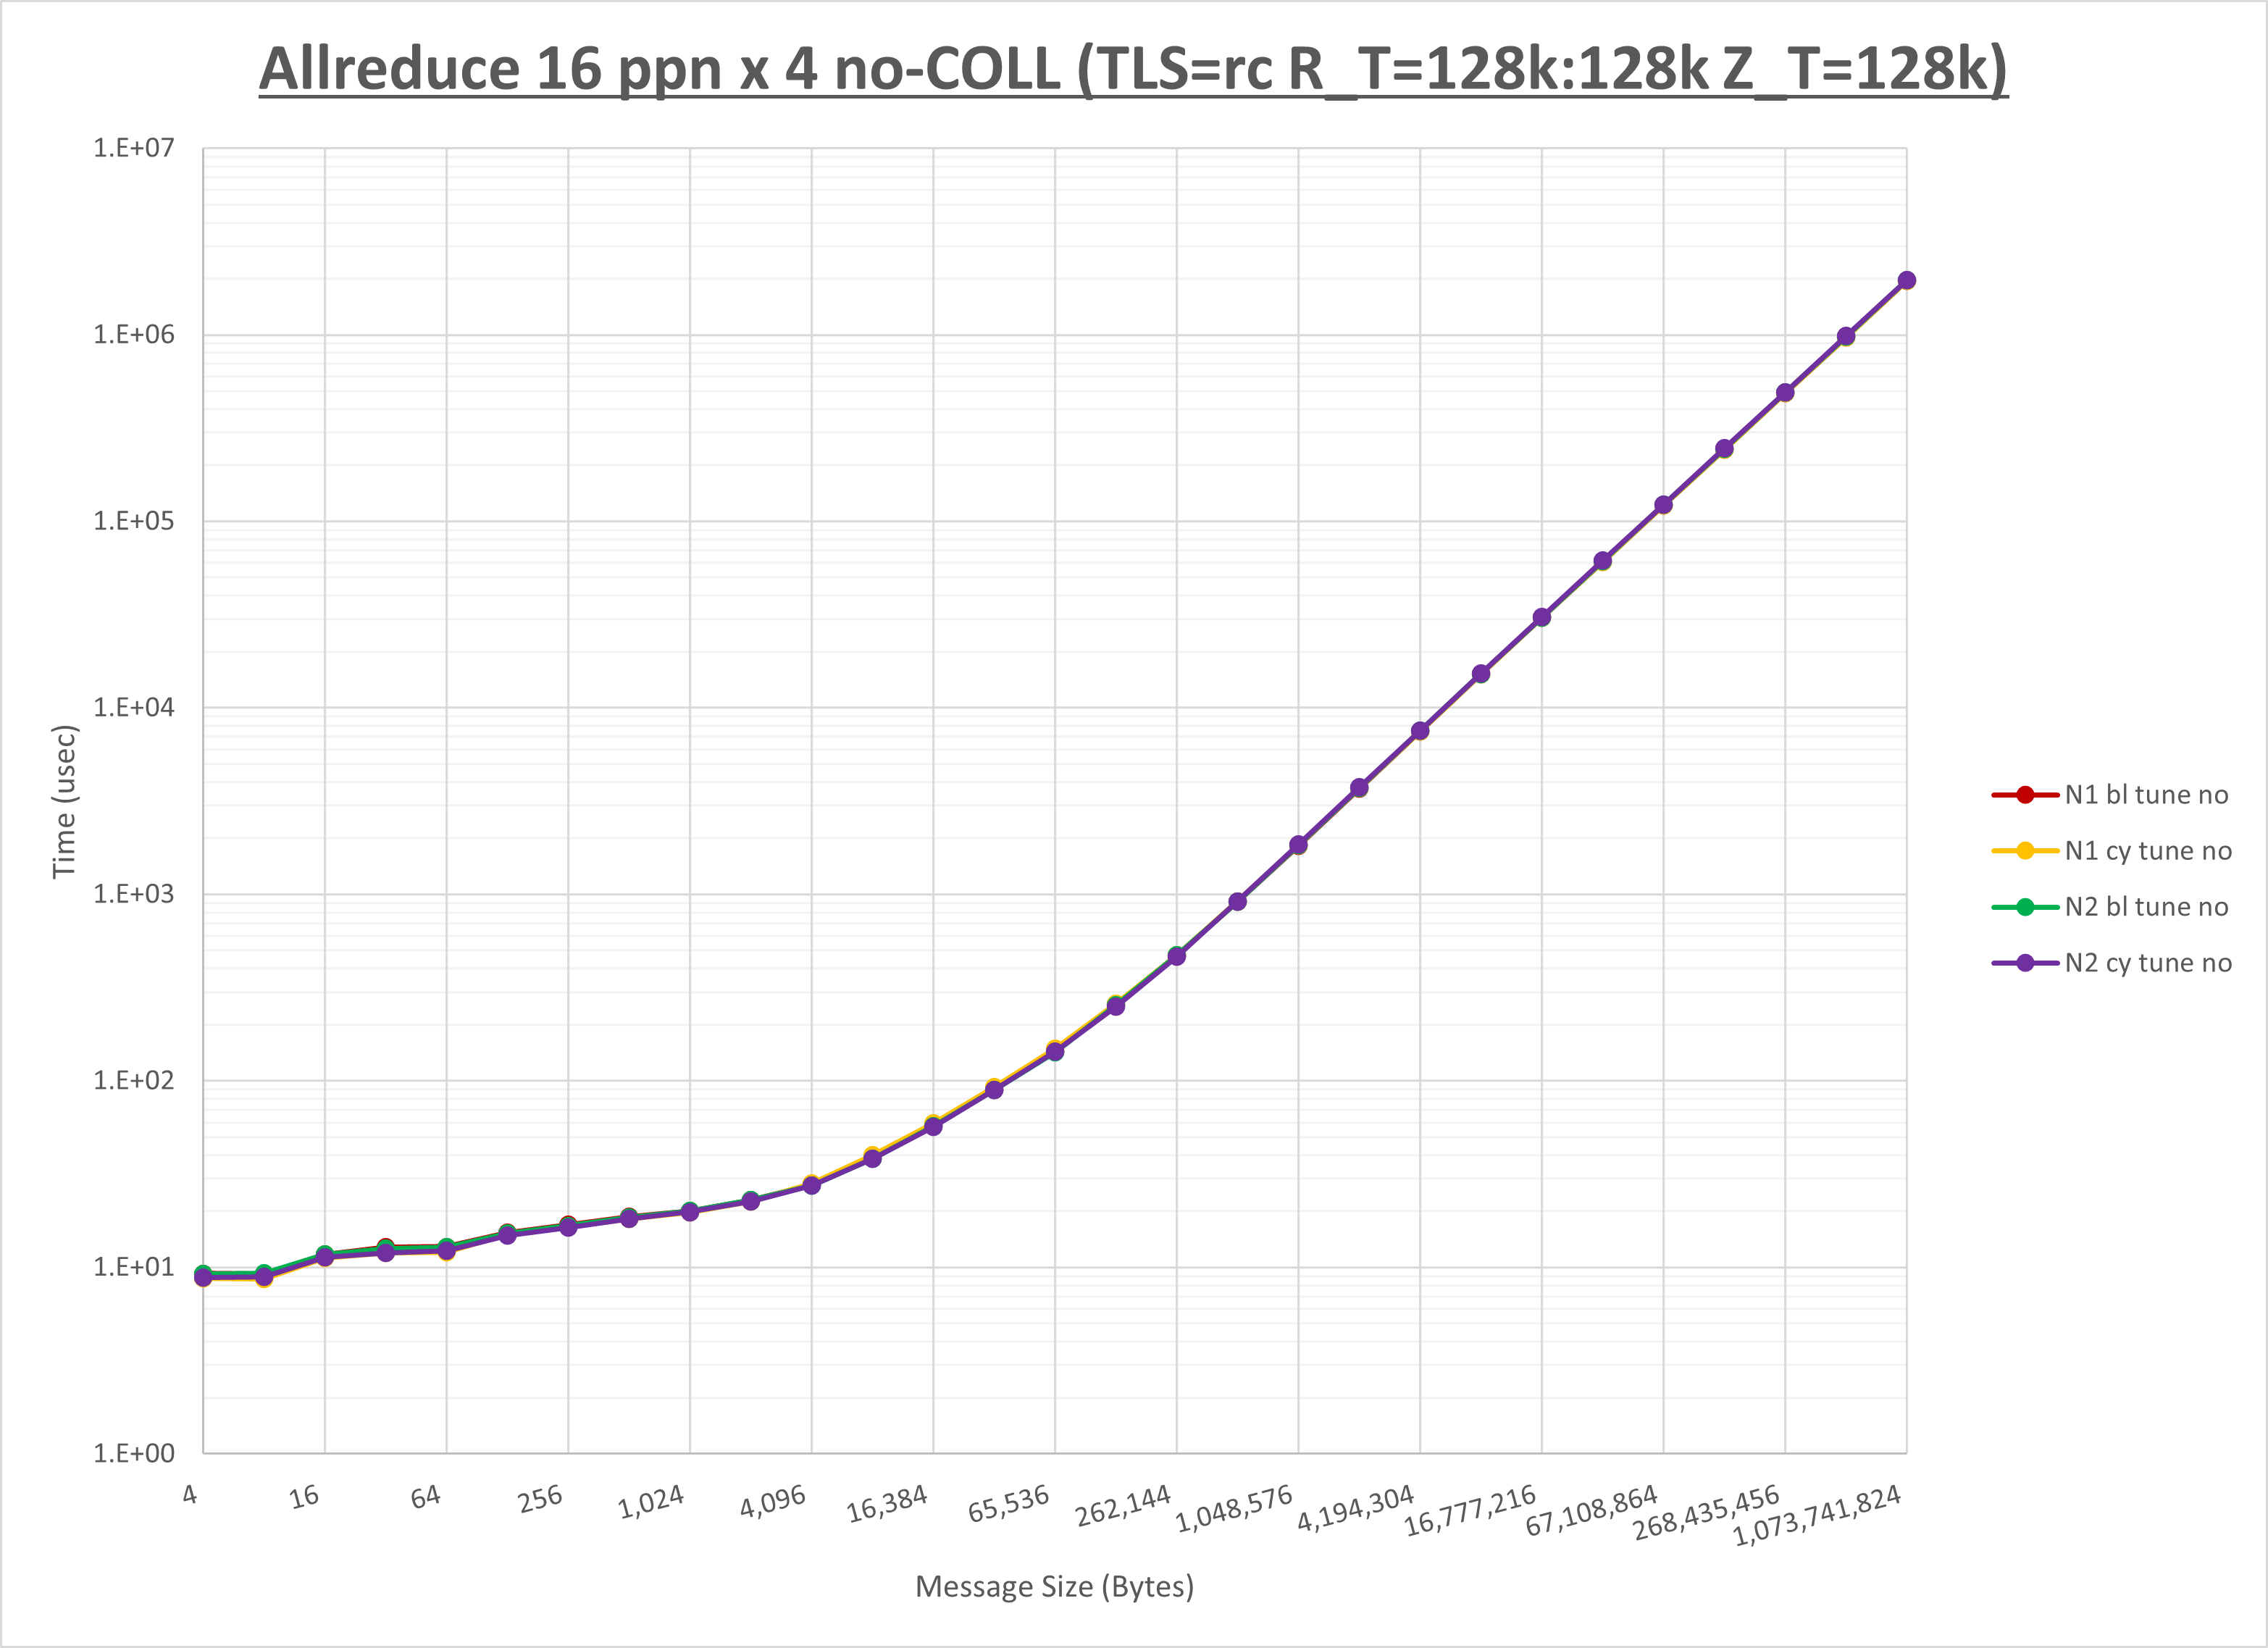 Allreduce 16 ppn x 4 no-COLL (TLS=rc R_T=128k:128k Z_T=128k)
1.E+07
1.E+06
1.E+05
1.E+04
1.E+03
1.E+02
1.E+01
1.E+00
Time (usec)
4
16
64
256
1,024
4,096
16,384
65,536
262,144
1,048,576
4,194,304
16,777,216
67,108,864
268,435,456
1,073,741,824
Message Size (Bytes)
N1 bl tune no
N1 cy tune no
N2 bl tune no
N2 cy tune no